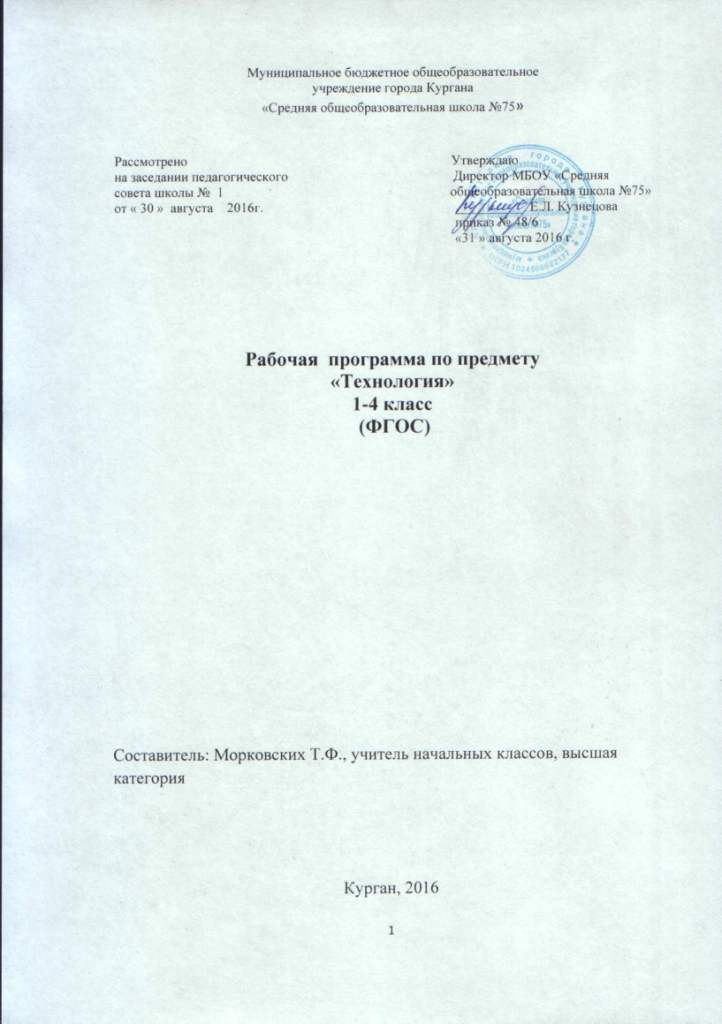 Муниципальное бюджетное общеобразовательное
учреждение города Кургана
«Средняя общеобразовательная школа №75»
Рассмотрено
на заседании педагогического
совета школы № 1
от « 30 » августа 2016г.
Утверждаю
Директор МБОУ «Средняя
общеобразовательная школа №75»
Е.Л. Кузнецова
приказ № 48/6
«31 » августа 2016 г.
Рабочая программа по предмету
«Технология»
1-4 класс
(ФГОС)
Составитель: Морковских Т.Ф., учитель начальных классов, высшая
категория
Курган, 2016
1